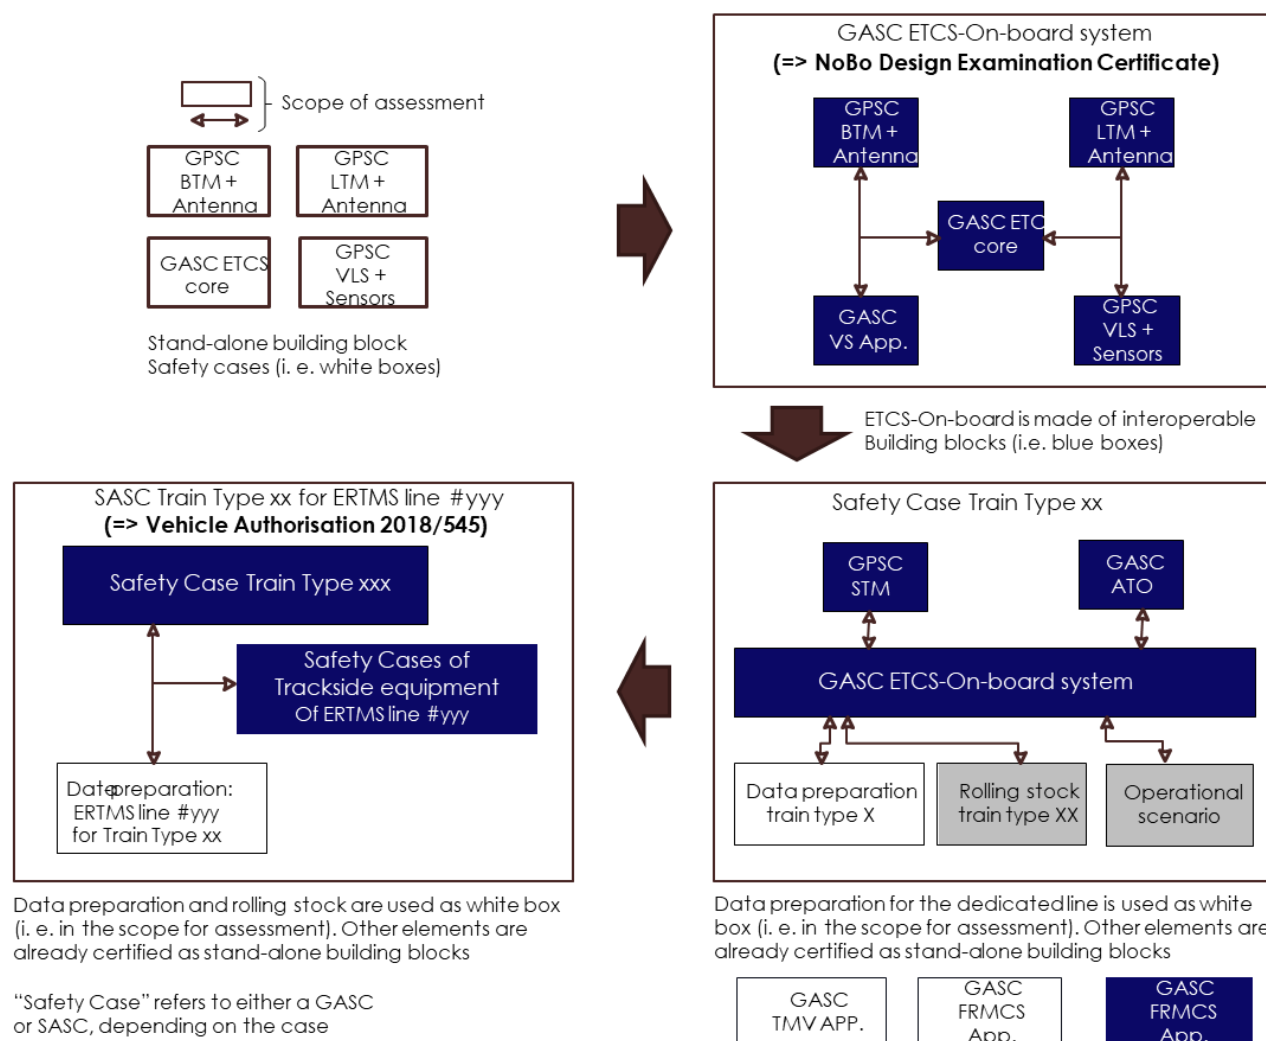 Scope of assessment
GPSC
BTM +
Antenna
GPSC
LTM +
Antenna
GASC ETCS
core
GPSC
VLS +
Sensors
Stand-alone building block
Safety cases (i. e. white boxes)
GASC ETCS-On-board system
(=> NoBo Design Examination Certificate)
GPSC
BTM +
Antenna
GPSC
LTM +
Antenna
GASC ETC
core
GASC
VS App.
GPSC
VLS +
Sensors
ETCS-On-board is made of interoperable
Building blocks (i.e. blue boxes)
SASC Train Type xx for ERTMS line #yyy
(=> Vehicle Authorisation 2018/545)
Safety Case Train Type xxx
Safety Cases of
Trackside equipment
Of ERTMS line #yyy
Data preparation:
ERTMS line #yyy
for Train Type xx
Data preparation and rolling stock are used as white box
(i. e. in the scope for assessment). Other elements are
already certified as stand-alone building blocks
"Safety Case" refers to either a GASC
or SASC, depending on the case
Safety Case Train Type xx
GPSC
STM
GASC
ATO
GASC ETCS-On-board system
Data preparation
train type X
Rolling stock
train type XX
Operational
scenario
Data preparation for the dedicated line is used as white
box (i. e. in the scope for assessment). Other elements are
already certified as stand-alone building blocks
GASC
TMV APP.
GASC
FRMCS
App.
GASC
FRMCS
App.